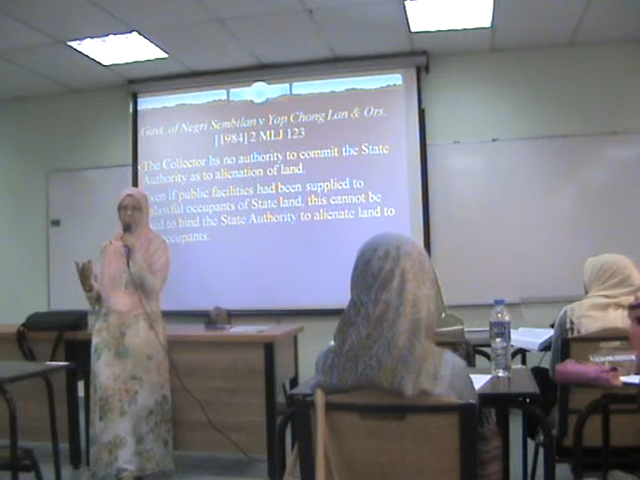 Govt. of Negri Sembilan v Yap Chong Lan & Ors.
[1984] 2 MLJ 123
The Collector hs no authority to commit the State
Authority as to alienation of land.
if public facilities had been supplied to
occupants of State land, this cannot be
to bind the State Authority to alienate land to
occupants.